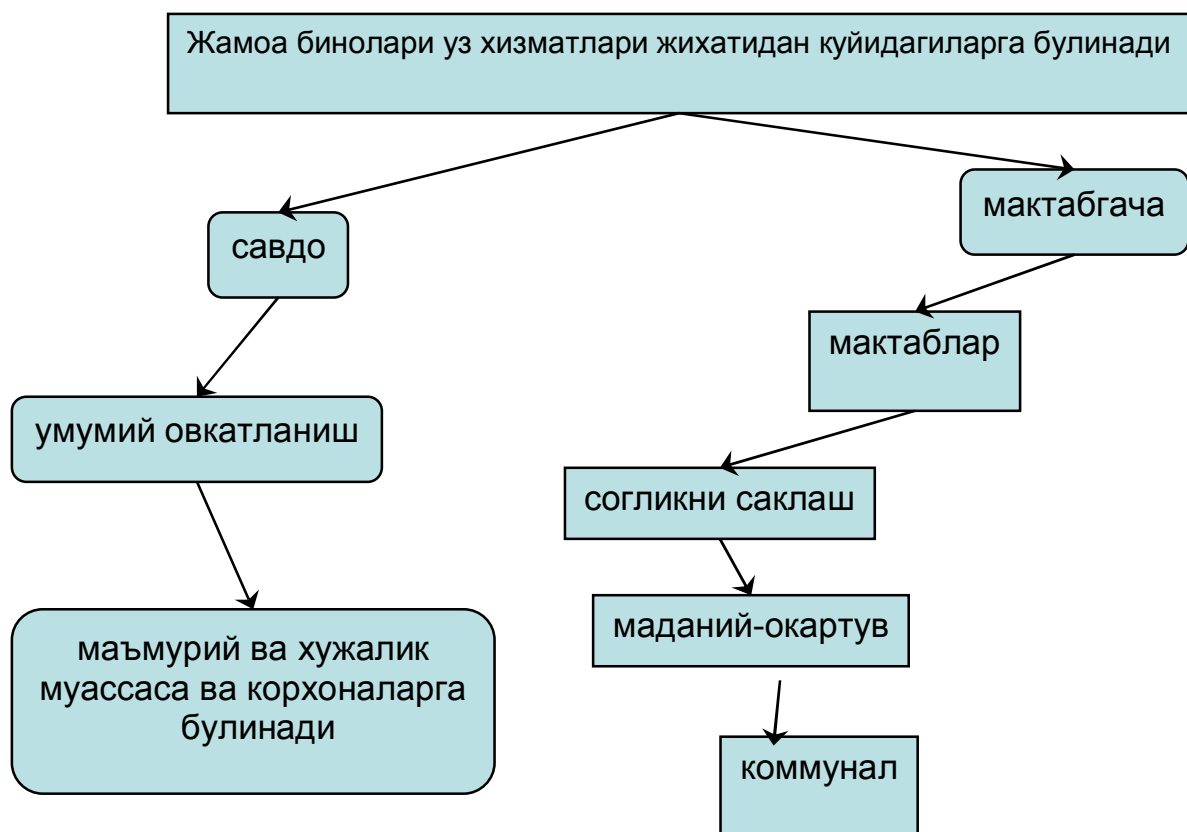 Жамоа бинолари уз хизматлари жихатидан куйидагиларга булинади
мактабгача
савдо
мактаблар
умумий овкатланиш
согликни саклаш
маданий-окартув
маъмурий ва хужалик
муассаса ва корхоналарга
булинади
коммунал